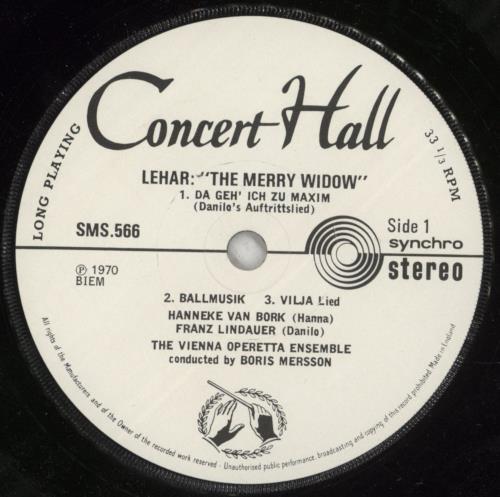 Concert Hall
LONG PLAYING
33 1/3 RPM
LEHAR: "THE MERRY WIDOW"
1. DA GEH' ICH ZU MAXIM
(Danilo's Auftrittslied)
SMS.566
Side 1
synchro
stereo
℗ 1970
BIEM
2. BALLMUSIK 3. VILJA Lied
HANNEKE VAN BORK (Hanna)
FRANZ LINDAUER (Danilo)
THE VIENNA OPERETTA ENSEMBLE
conducted by BORIS MERSSON
All rights of the Manufacturers and of the Owner of the recorded work reserved - Unauthorised public performance, broadcasting and copying of this record prohibited Made in England